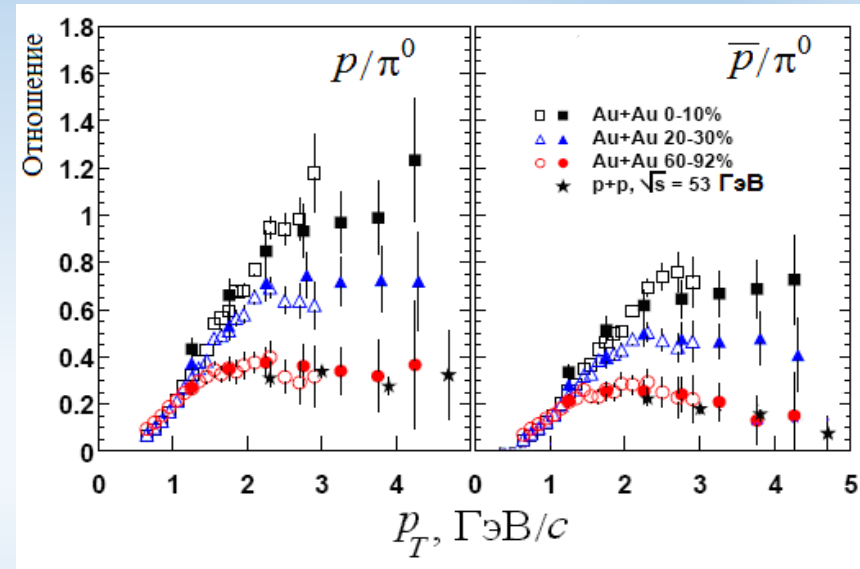 Отношение
1.8
1.6
1.4
1.2
1
0.8
0.6
0.4
0.2
0
p/π⁰
p̅/π⁰
Au+Au 0-10%
Au+Au 20-30%
Au+Au 60-92%
p+p, √s = 53 ГэВ
0 1 2 3 4 0 1 2 3 4 5
p_T, ГэВ/c